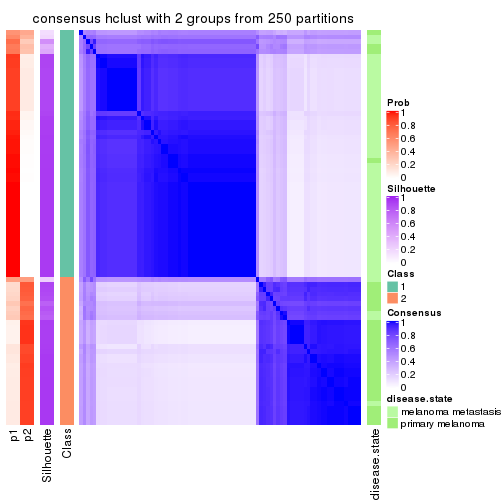 consensus hclust with 2 groups from 250 partitions
Prob
1
0.8
0.6
0.4
0.2
0
Silhouette
1
0.8
0.6
0.4
0.2
0
Class
1
2
Consensus
1
0.8
0.6
0.4
0.2
0
disease.state
melanoma metastasis
primary melanoma
p1
p2
Silhouette
Class
disease.state